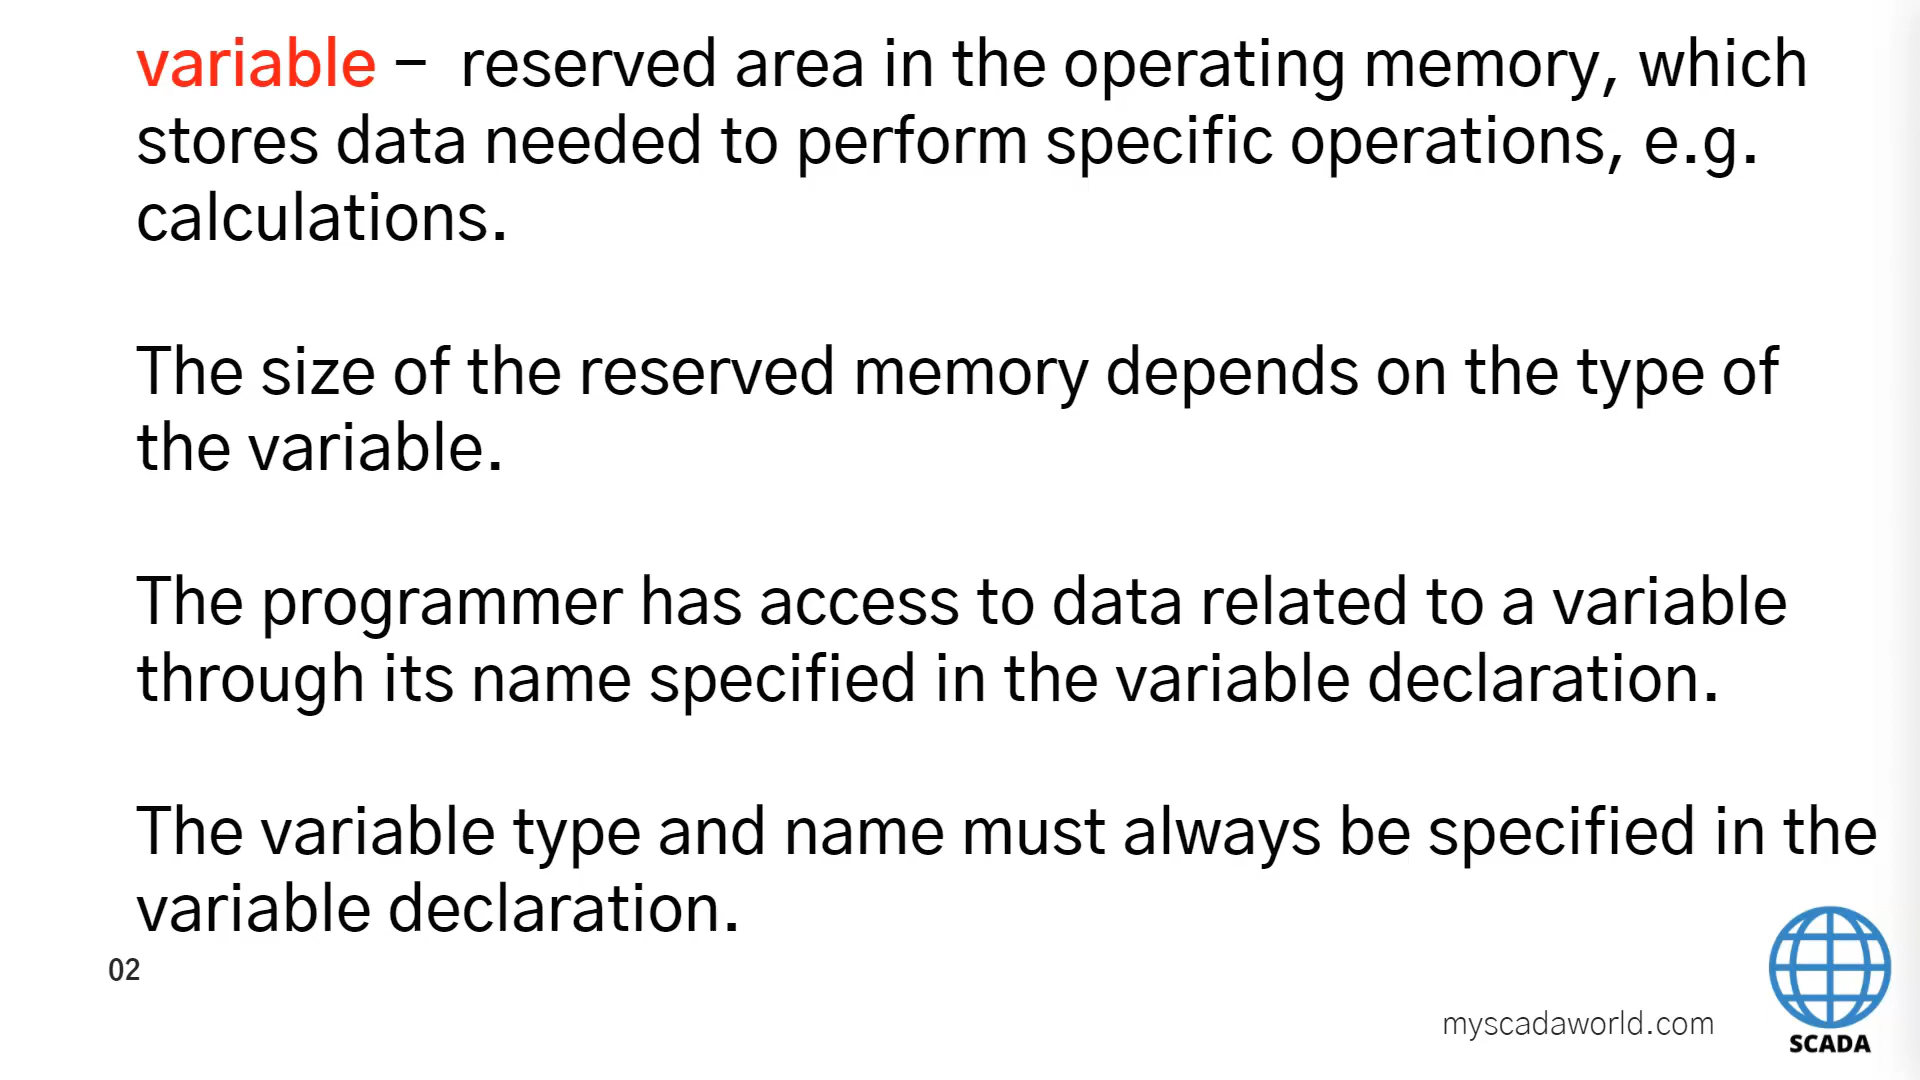 variable –  reserved area in the operating memory, which
stores data needed to perform specific operations, e.g.
calculations.
The size of the reserved memory depends on the type of
the variable.
The programmer has access to data related to a variable
through its name specified in the variable declaration.
The variable type and name must always be specified in the
variable declaration.
02
myscadaworld.com
SCADA